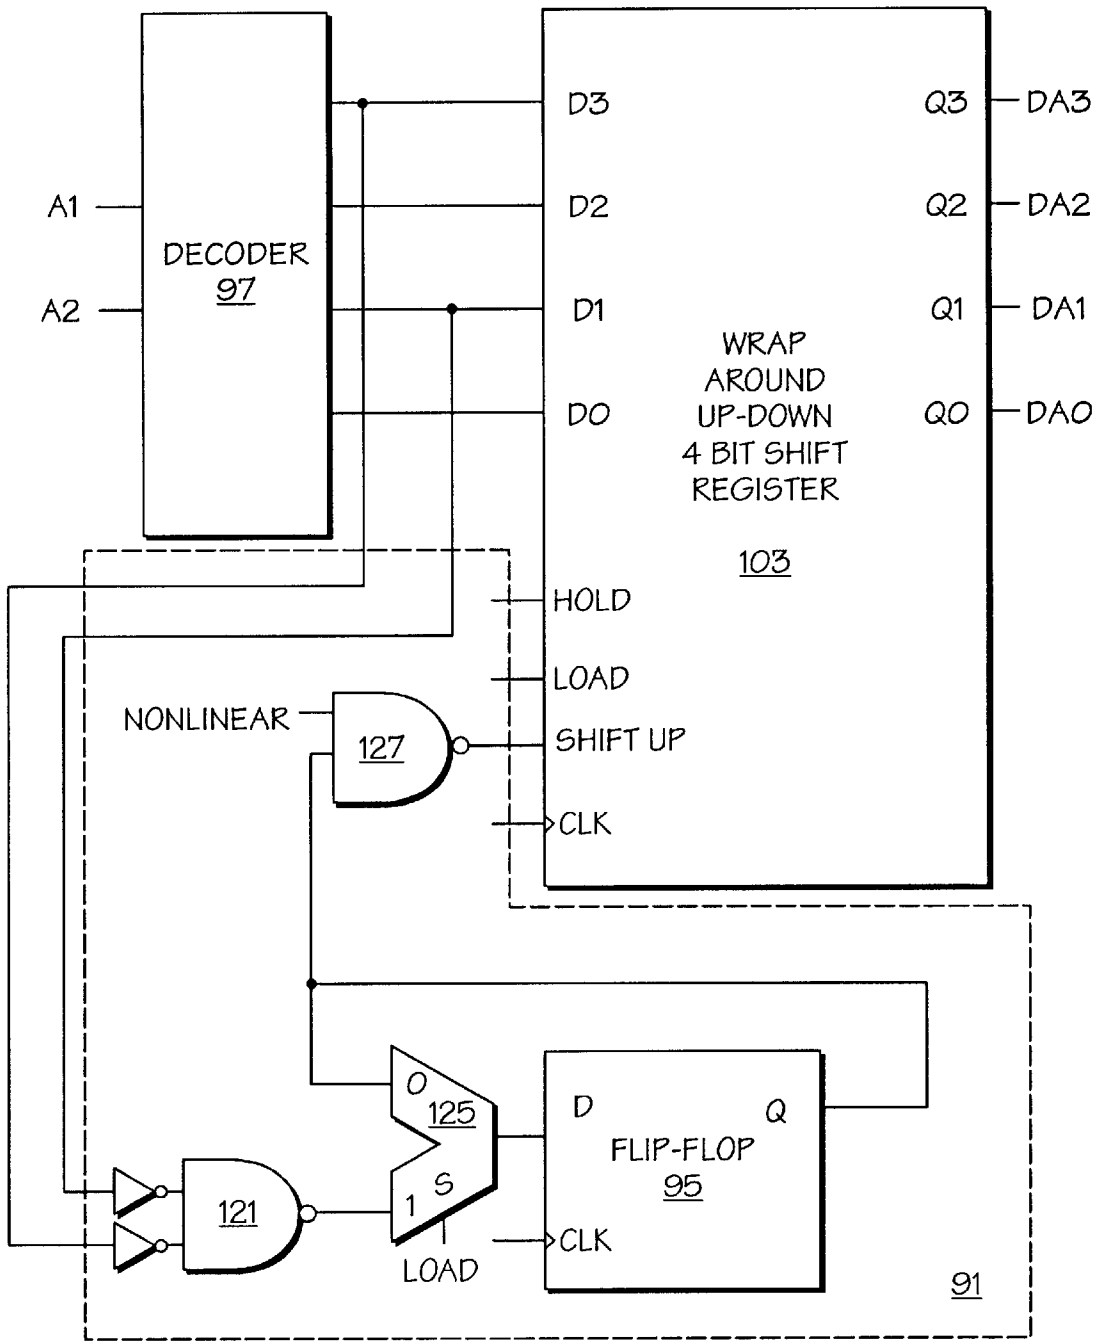 D3
Q3
DA3
A1
D2
Q2
DA2
DECODER
97
A2
D1
Q1
DA1
WRAP
AROUND
UP-DOWN
4 BIT SHIFT
REGISTER
D0
Q0
DA0
103
HOLD
LOAD
NONLINEAR
127
SHIFT UP
CLK
0
125
S
1
LOAD
121
D
Q
FLIP-FLOP
95
CLK
91